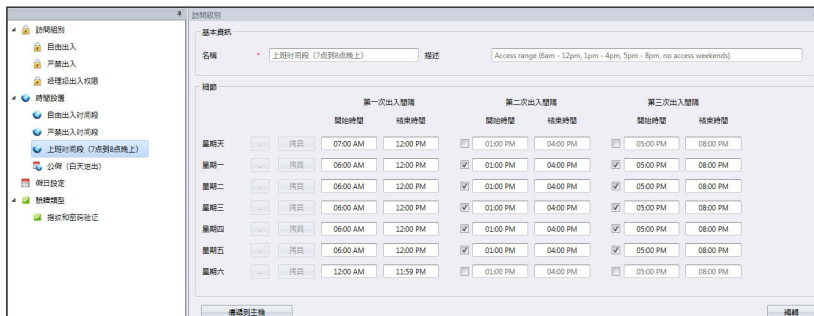 訪問級別
訪問組別
自由出入
严禁出入
经理级出入权限
時間設置
自由出入时间段
严禁出入时间段
上班时间段（7点到8点晚上）
公假（白天进出）
假日設定
驗證類型
指纹和密码验证
基本資訊
名稱 * 上班时间段（7点到8点晚上） 描述 Access range (6am - 12pm, 1pm - 4pm, 5pm - 8pm, no access weekends)
細節
第一次出入間隔 第二次出入間隔 第三次出入間隔
開始時間 結束時間 開始時間 結束時間 開始時間 結束時間
星期天 .. 拷貝 07:00 AM 12:00 PM 01:00 PM 04:00 PM 05:00 PM 08:00 PM
星期一 .. 拷貝 06:00 AM 12:00 PM 01:00 PM 04:00 PM 05:00 PM 08:00 PM
星期二 .. 拷貝 06:00 AM 12:00 PM 01:00 PM 04:00 PM 05:00 PM 08:00 PM
星期三 .. 拷貝 06:00 AM 12:00 PM 01:00 PM 04:00 PM 05:00 PM 08:00 PM
星期四 .. 拷貝 06:00 AM 12:00 PM 01:00 PM 04:00 PM 05:00 PM 08:00 PM
星期五 .. 拷貝 06:00 AM 12:00 PM 01:00 PM 04:00 PM 05:00 PM 08:00 PM
星期六 .. 拷貝 12:00 AM 11:59 PM 01:00 PM 04:00 PM 05:00 PM 08:00 PM
傳遞到主機 編輯